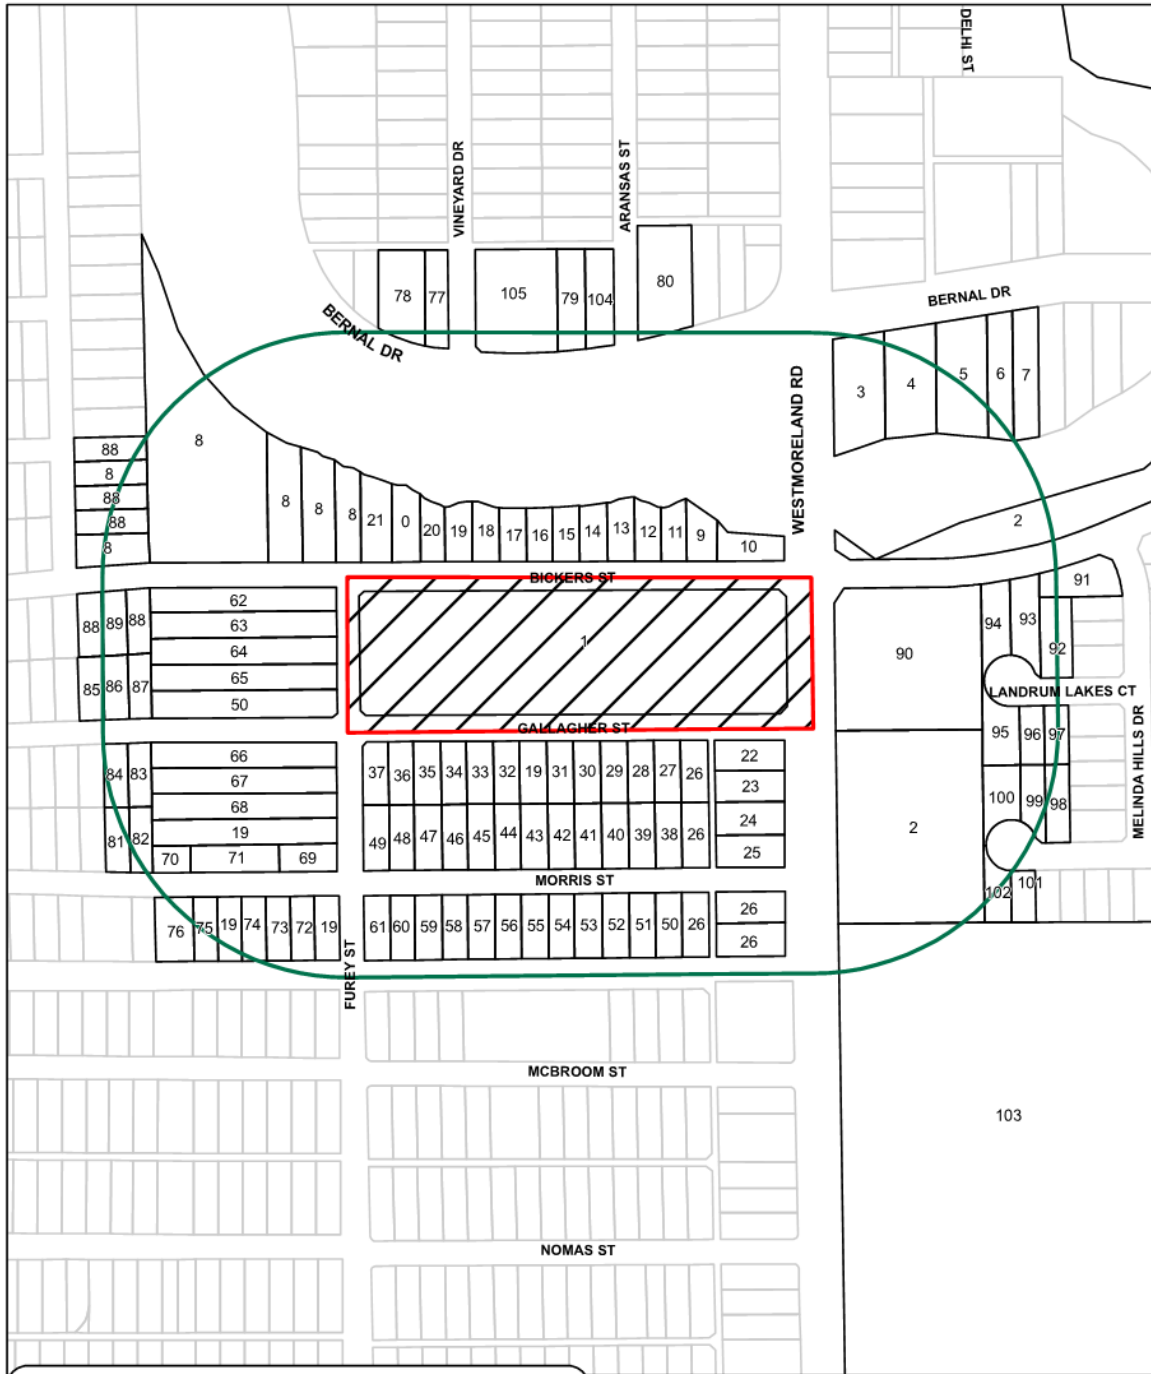 DELHI ST
VINEYARD DR
ARANSAS ST
78 77 105 79 104 80
BERNAL DR
BERNAL DR
WESTMORELAND RD
3 4 5 6 7
88
8
88
88
8
8
8 8 8 21 0 20 19 18 17 16 15 14 13 12 11 9 10
2
BICKERS ST
91
88 89 88
62
63
64
65
50
1
90
94 93 92
85 86 87
LANDRUM LAKES CT
GALLAGHER ST
84 83
66
67
68
19
70 71 69
37 36 35 34 33 32 19 31 30 29 28 27 26
22
23
24
25
95 96 97
MELINDA HILLS DR
100 99 98
2
81 82
49 48 47 46 45 44 43 42 41 40 39 38 26
MORRIS ST
102 101
76 75 19 74 73 72 19
61 60 59 58 57 56 55 54 53 52 51 50 26
26
26
FUREY ST
MCBROOM ST
103
NOMAS ST